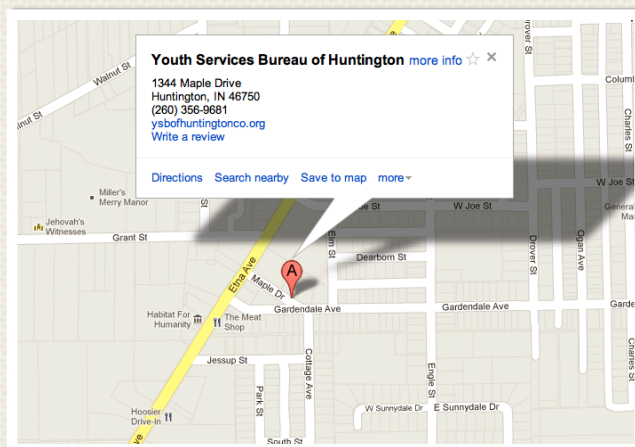 Youth Services Bureau of Huntington more info
1344 Maple Drive
Huntington, IN 46750
(260) 356-9681
ysbofhuntingtonco.org
Write a review
Directions Search nearby Save to map more
Walnut St
Miller's
Merry Manor
Jehovah's
Witnesses
Grant St
Etna Ave
Maple Dr
A
Elm St
W Joe St
W Joe St
Dearborn St
Drover St
Ogan Ave
Charles St
Gardendale Ave
Gardendale Ave
Habitat For
Humanity
The Meat
Shop
Jessup St
Cottage Ave
Park St
Engle St
Charles St
W Sunnydale Dr
E Sunnydale Dr
Hoosier
Drive-In
South St